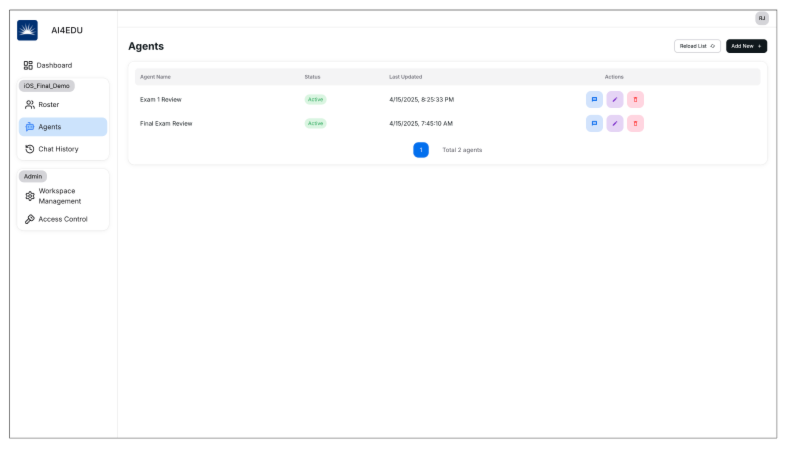 RJ
AI4EDU
Dashboard
iOS_Final_Demo
Roster
Agents
Chat History
Admin
Workspace
Management
Access Control
Agents
Reload List
Add New +
Agent Name Status Last Updated Actions
Exam 1 Review Active 4/15/2025, 8:25:33 PM
Final Exam Review Active 4/15/2025, 7:45:10 AM
1 Total 2 agents